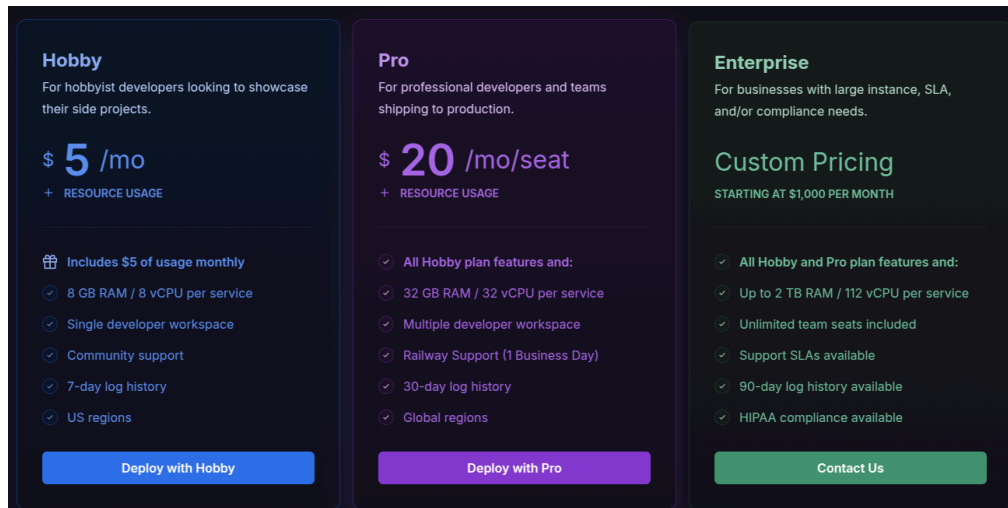 Hobby
For hobbyist developers looking to showcase
their side projects.
$ 5 /mo
+ RESOURCE USAGE
Includes $5 of usage monthly
8 GB RAM / 8 vCPU per service
Single developer workspace
Community support
7-day log history
US regions
Deploy with Hobby
Pro
For professional developers and teams
shipping to production.
$ 20 /mo/seat
+ RESOURCE USAGE
All Hobby plan features and:
32 GB RAM / 32 vCPU per service
Multiple developer workspace
Railway Support (1 Business Day)
30-day log history
Global regions
Deploy with Pro
Enterprise
For businesses with large instance, SLA,
and/or compliance needs.
Custom Pricing
STARTING AT $1,000 PER MONTH
All Hobby and Pro plan features and:
Up to 2 TB RAM / 112 vCPU per service
Unlimited team seats included
Support SLAs available
90-day log history available
HIPAA compliance available
Contact Us